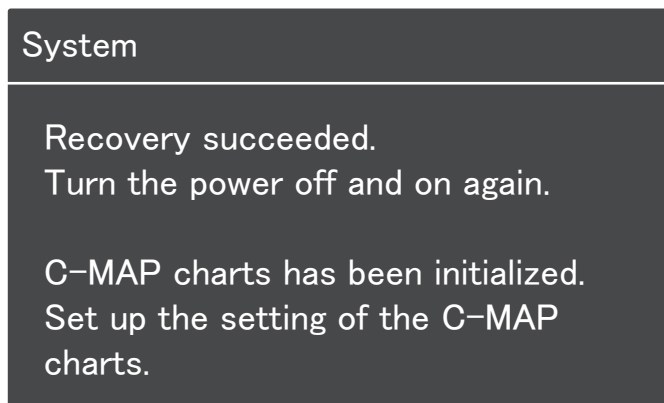 System
Recovery succeeded.
Turn the power off and on again.
C-MAP charts has been initialized.
Set up the setting of the C-MAP
charts.